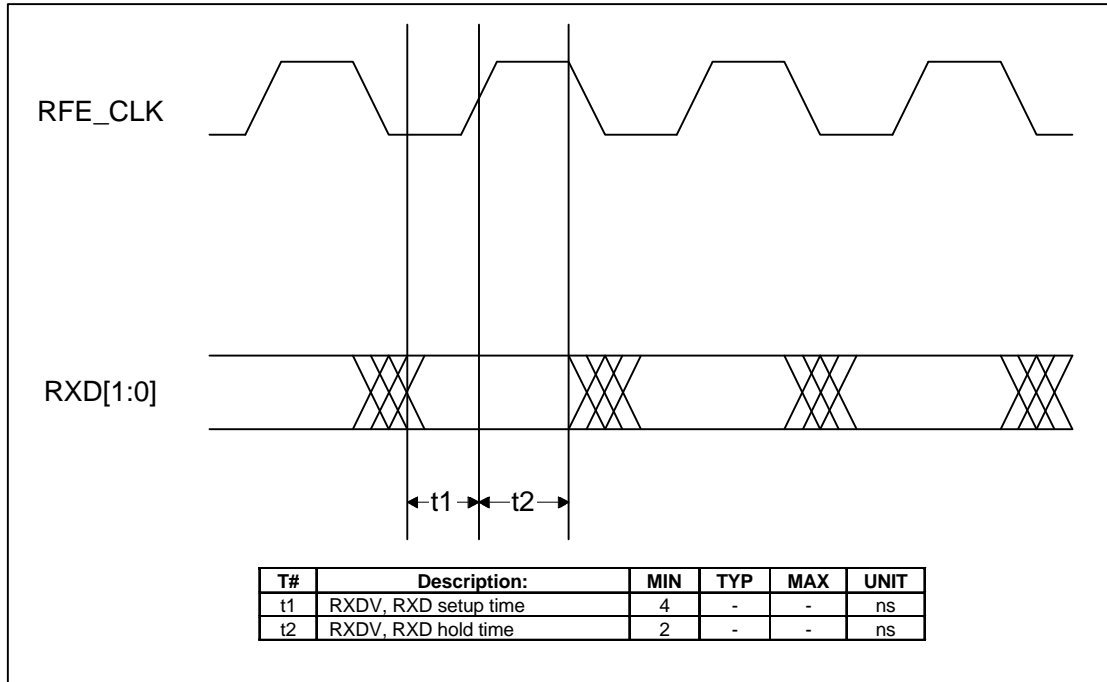 RFE_CLK
RXD[1:0]
t1 t2
T# Description: MIN TYP MAX UNIT
t1 RXDV, RXD setup time 4 - - ns
t2 RXDV, RXD hold time 2 - - ns